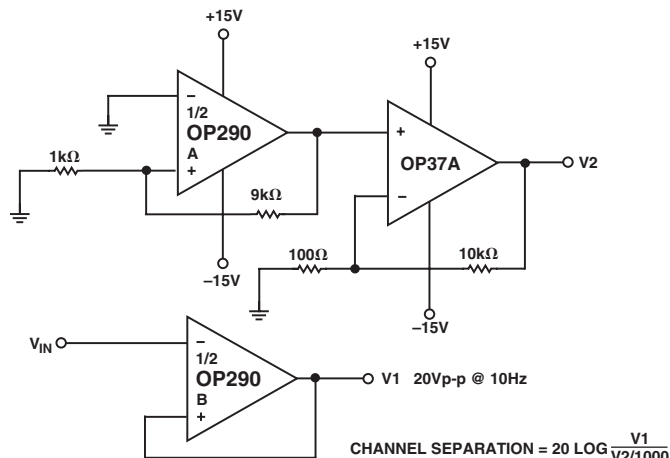 +15V
−
1/2
OP290
A
+
1kΩ
9kΩ
−15V
+15V
+
OP37A
−
V2
100Ω
10kΩ
−15V
VIN
−
1/2
OP290
B
+
V1 20Vp-p @ 10Hz
CHANNEL SEPARATION = 20 LOG V1
V2/1000